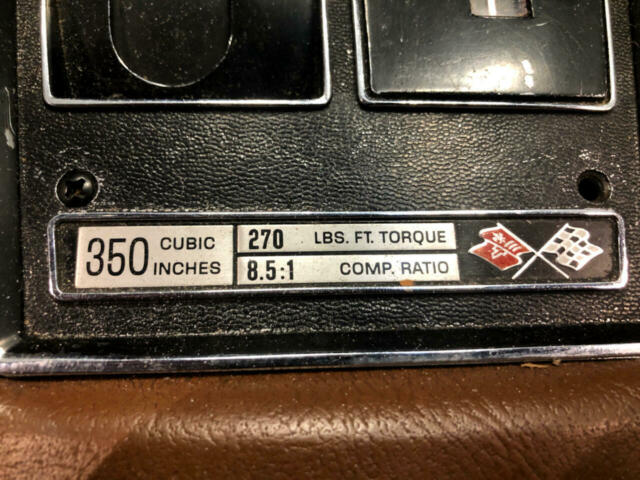 350 CUBIC INCHES
270 LBS. FT. TORQUE
8.5:1 COMP. RATIO